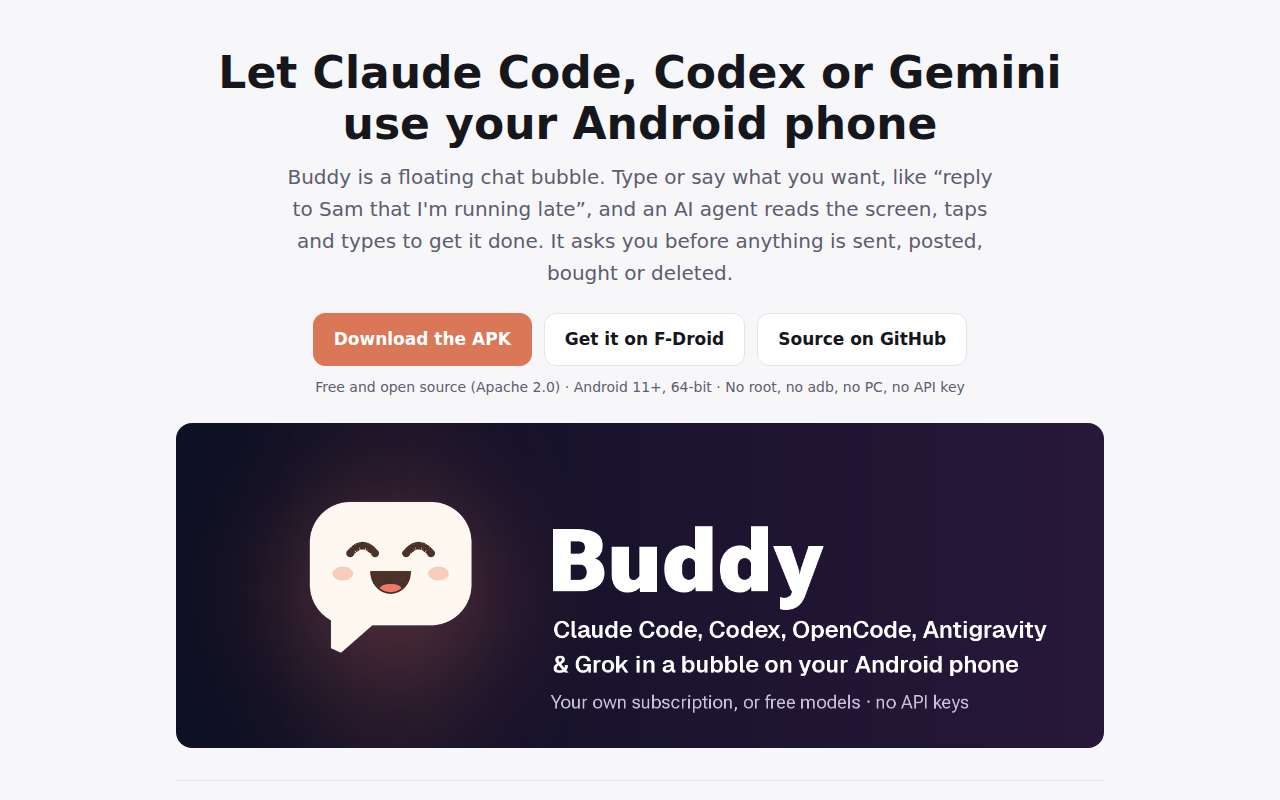 Let Claude Code, Codex or Gemini
use your Android phone
Buddy is a floating chat bubble. Type or say what you want, like “reply
to Sam that I'm running late”, and an AI agent reads the screen, taps
and types to get it done. It asks you before anything is sent, posted,
bought or deleted.
Download the APK
Get it on F-Droid
Source on GitHub
Free and open source (Apache 2.0) · Android 11+, 64-bit · No root, no adb, no PC, no API key
Buddy
Claude Code, Codex, OpenCode, Antigravity
& Grok in a bubble on your Android phone
Your own subscription, or free models · no API keys